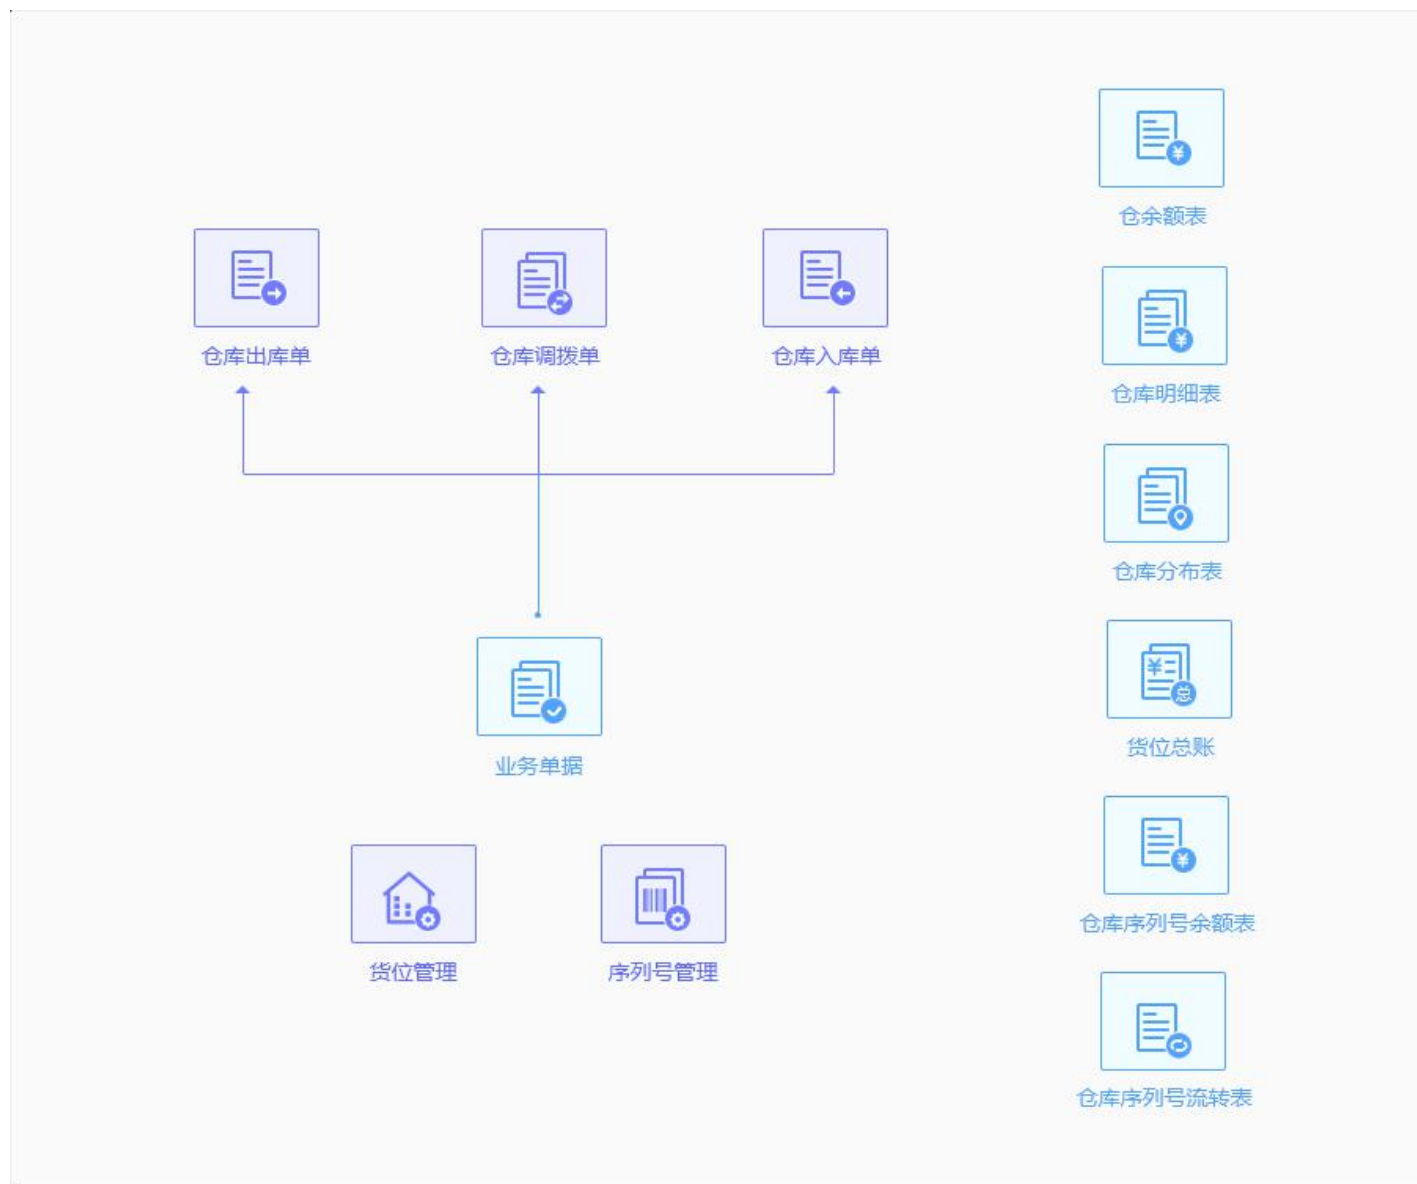 仓余额表
仓库出库单
仓库调拨单
仓库入库单
仓库明细表
仓库分布表
总
货位总账
业务单据
仓库序列号余额表
货位管理
序列号管理
仓库序列号流转表